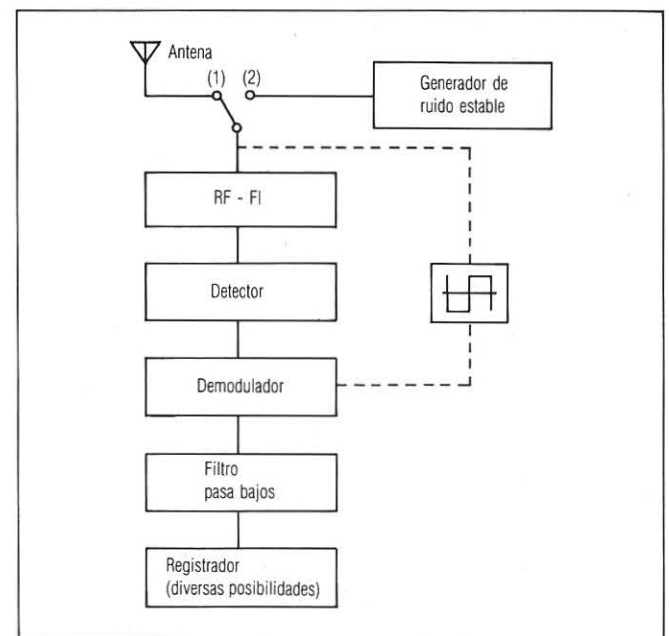 Antena
(1) (2)
Generador de
ruido estable
RF - FI
Detector
Demodulador
Filtro
pasa bajos
Registrador
(diversas posibilidades)